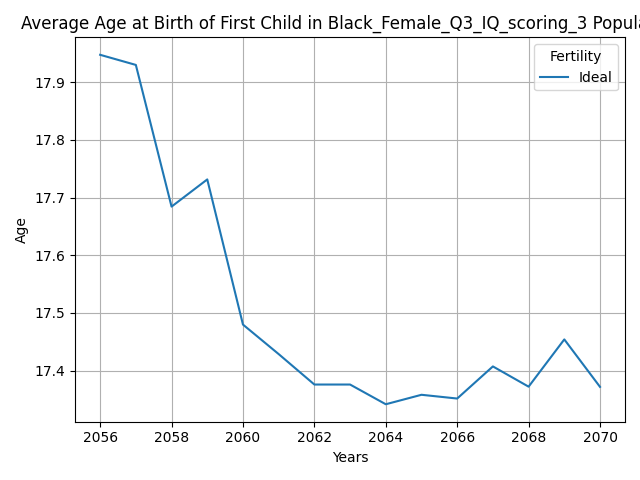 Average Age at Birth of First Child in Black_Female_Q3_IQ_scoring_3 Popula
Fertility
Ideal
17.9
17.8
17.7
17.6
17.5
17.4
Age
2056 2058 2060 2062 2064 2066 2068 2070
Years